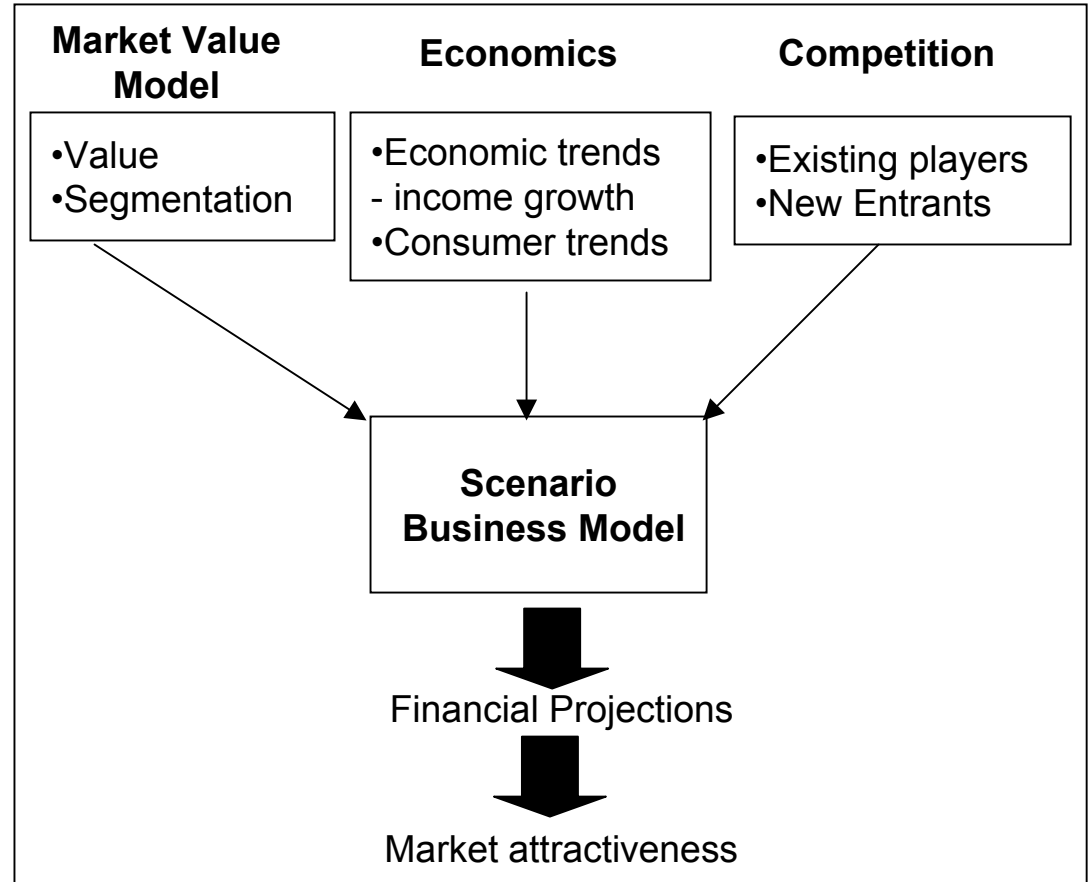 Market Value
Model
Economics
Competition
•Value
•Segmentation
•Economic trends
- income growth
•Consumer trends
•Existing players
•New Entrants
Scenario
Business Model
Financial Projections
Market attractiveness